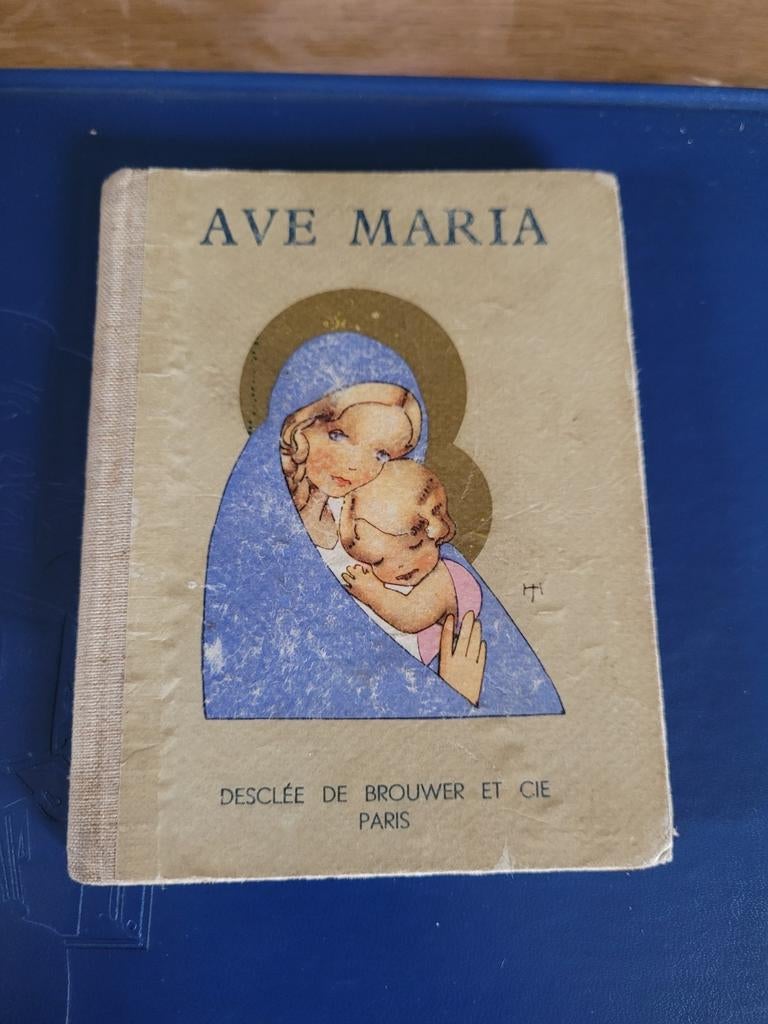 AVE MARIA
DESCLÉE DE BROUWER ET CIE
PARIS